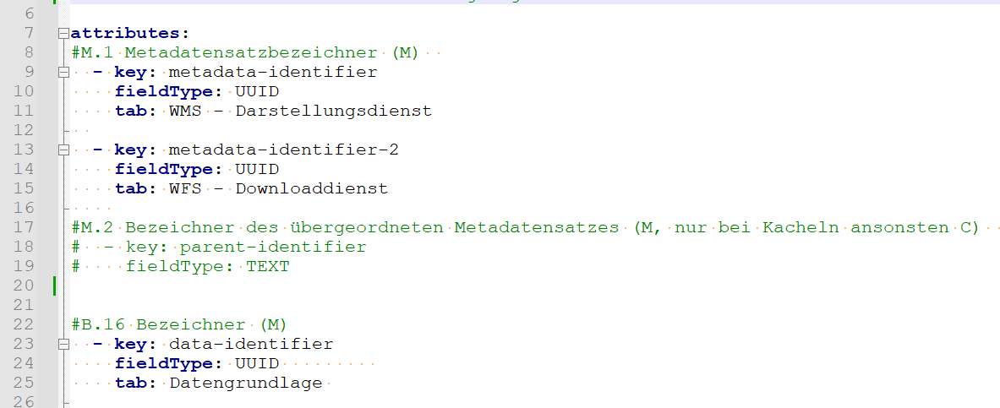 6
7 attributes:
8 #M.1 Metadatensatzbezeichner (M)
9   - key: metadata-identifier
10     fieldType: UUID
11     tab: WMS - Darstellungsdienst
12
13   - key: metadata-identifier-2
14     fieldType: UUID
15     tab: WFS - Downloaddienst
16
17 #M.2 Bezeichner des übergeordneten Metadatensatzes (M, nur bei Kacheln ansonsten C)
18 #  - key: parent-identifier
19 #    fieldType: TEXT
20
21
22 #B.16 Bezeichner (M)
23   - key: data-identifier
24     fieldType: UUID
25     tab: Datengrundlage
26